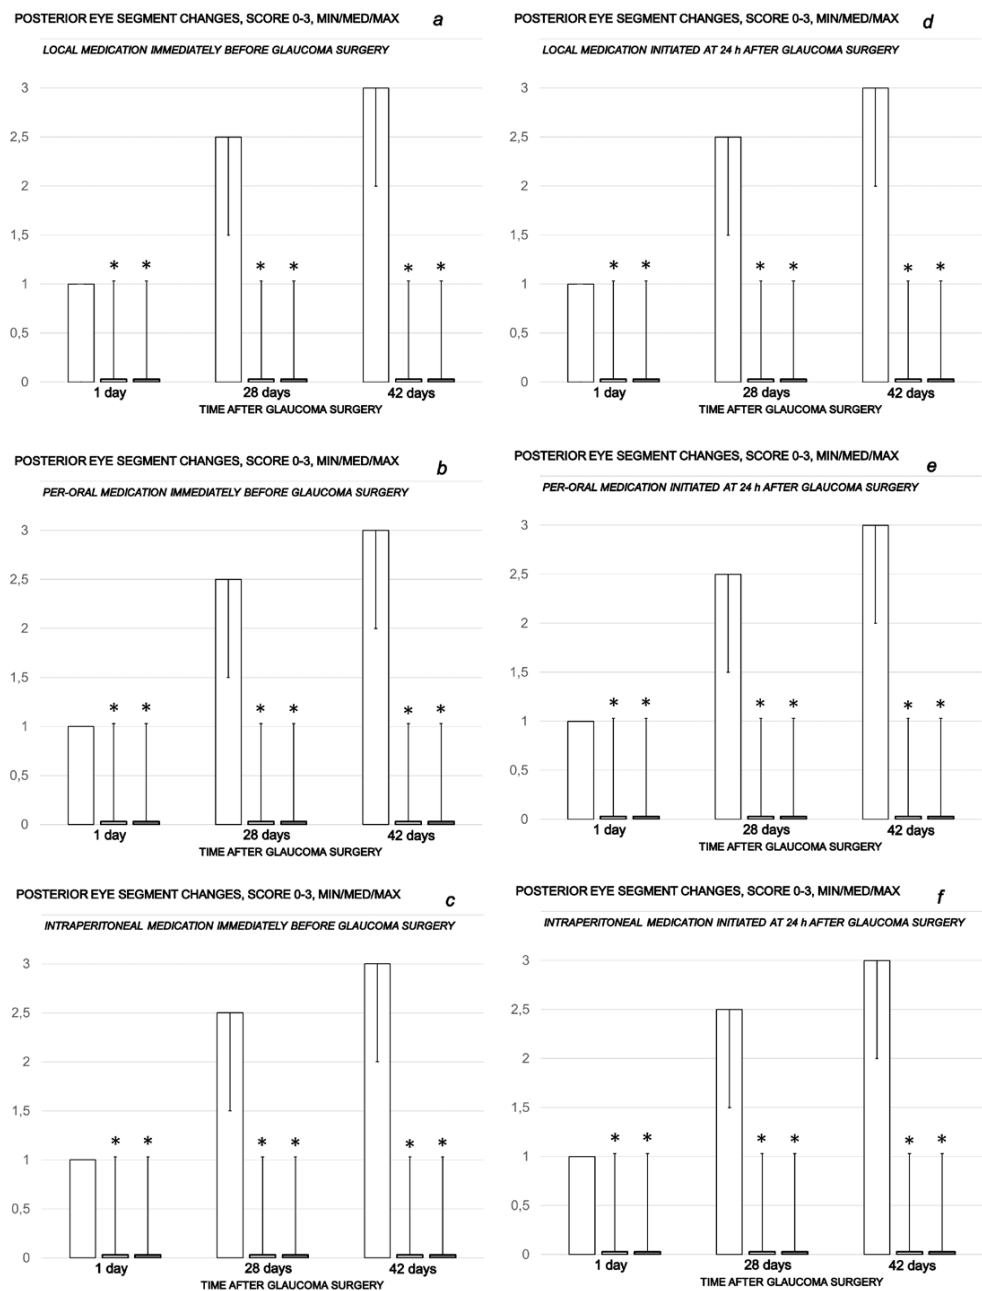 POSTERIOR EYE SEGMENT CHANGES, SCORE 0-3, MIN/MED/MAX
a
LOCAL MEDICATION IMMEDIATELY BEFORE GLAUCOMA SURGERY
3
2,5
2
1,5
* * * * * *
1
0,5
0
1 day 28 days 42 days
TIME AFTER GLAUCOMA SURGERY
POSTERIOR EYE SEGMENT CHANGES, SCORE 0-3, MIN/MED/MAX
b
PER-ORAL MEDICATION IMMEDIATELY BEFORE GLAUCOMA SURGERY
3
2,5
2
1,5
* * * * * *
1
0,5
0
1 day 28 days 42 days
TIME AFTER GLAUCOMA SURGERY
POSTERIOR EYE SEGMENT CHANGES, SCORE 0-3, MIN/MED/MAX
c
INTRAPERITONEAL MEDICATION IMMEDIATELY BEFORE GLAUCOMA SURGERY
3
2,5
2
1,5
* * * * * *
1
0,5
0
1 day 28 days 42 days
TIME AFTER GLAUCOMA SURGERY
POSTERIOR EYE SEGMENT CHANGES, SCORE 0-3, MIN/MED/MAX
d
LOCAL MEDICATION INITIATED AT 24 h AFTER GLAUCOMA SURGERY
3
2,5
2
1,5
* * * * * *
1
0,5
0
1 day 28 days 42 days
TIME AFTER GLAUCOMA SURGERY
POSTERIOR EYE SEGMENT CHANGES, SCORE 0-3, MIN/MED/MAX
e
PER-ORAL MEDICATION INITIATED AT 24 h AFTER GLAUCOMA SURGERY
3
2,5
2
1,5
* * * * * *
1
0,5
0
1 day 28 days 42 days
TIME AFTER GLAUCOMA SURGERY
POSTERIOR EYE SEGMENT CHANGES, SCORE 0-3, MIN/MED/MAX
f
INTRAPERITONEAL MEDICATION INITIATED AT 24 h AFTER GLAUCOMA SURGERY
3
2,5
2
1,5
* * * * * *
1
0,5
0
1 day 28 days 42 days
TIME AFTER GLAUCOMA SURGERY